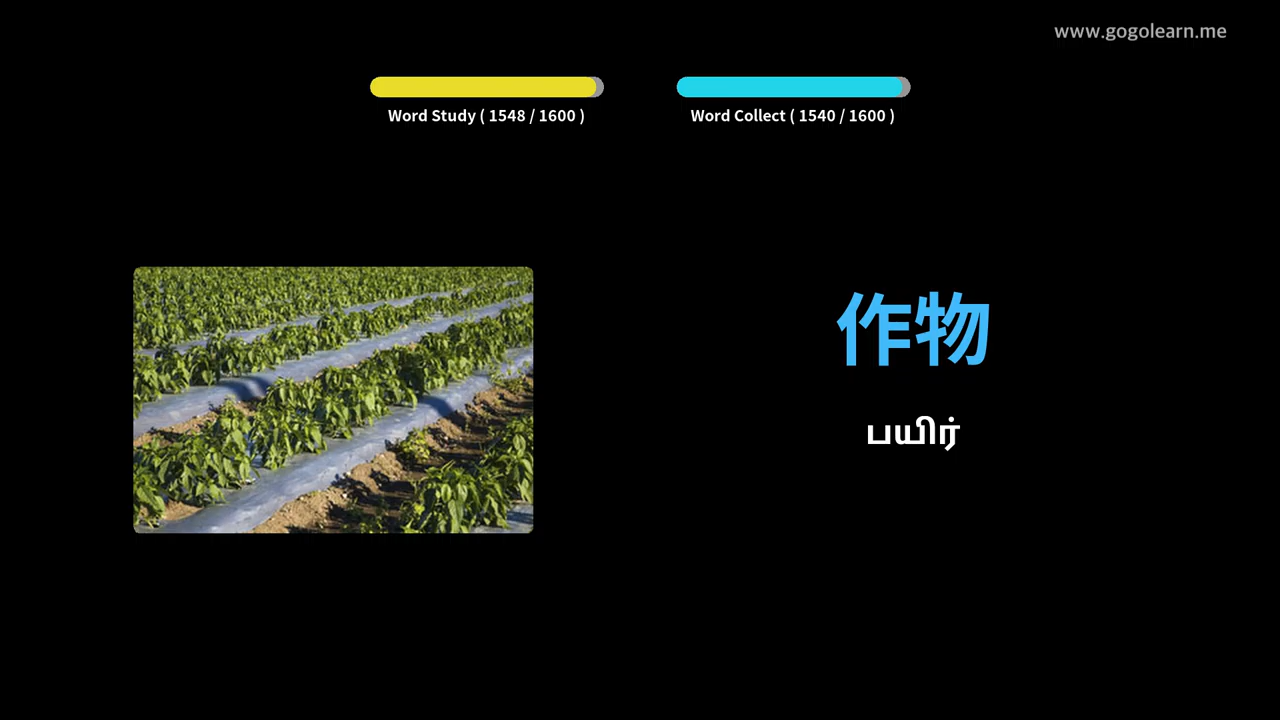 www.gogolearn.me
Word Study ( 1548 / 1600 )
Word Collect ( 1540 / 1600 )
作物
பயிர்